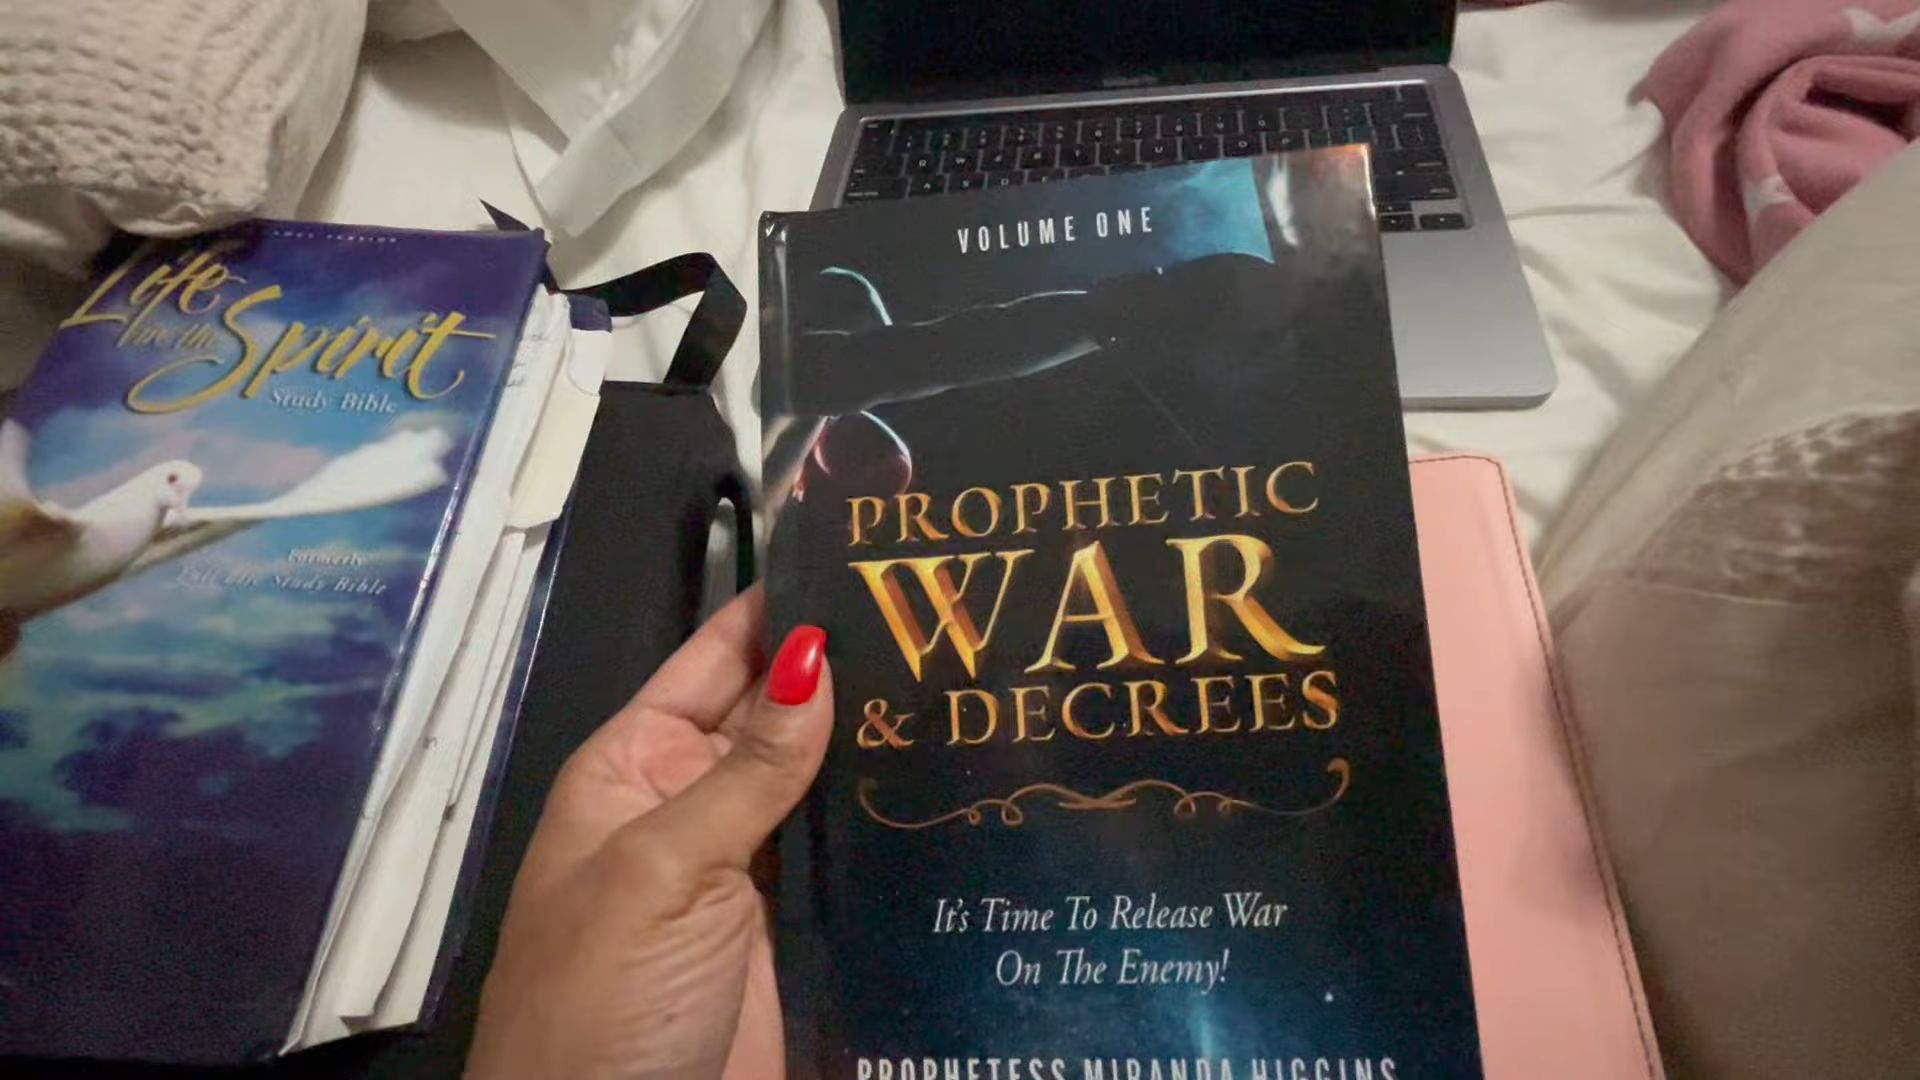 Life
in the
Spirit
Study Bible
Formerly
Full Life Study Bible
VOLUME ONE
PROPHETIC
WAR
& DECREES
It's Time To Release War
On The Enemy!
PROPHETESS MIRANDA HIGGINS